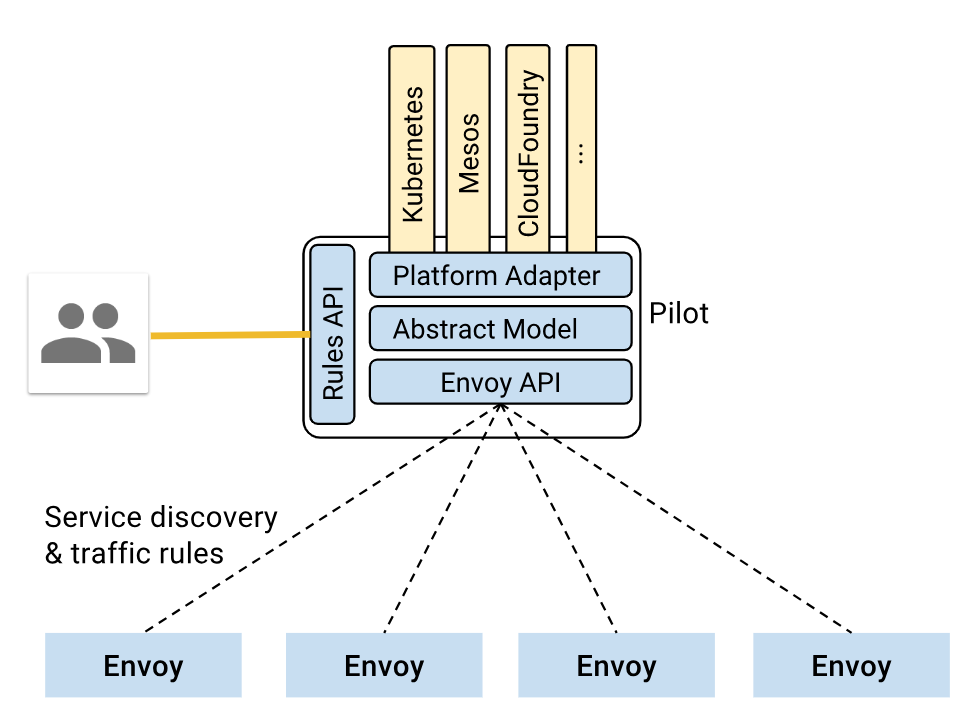 Kubernetes
Mesos
CloudFoundry
...
Rules API
Platform Adapter
Abstract Model
Envoy API
Pilot
Service discovery
& traffic rules
Envoy
Envoy
Envoy
Envoy